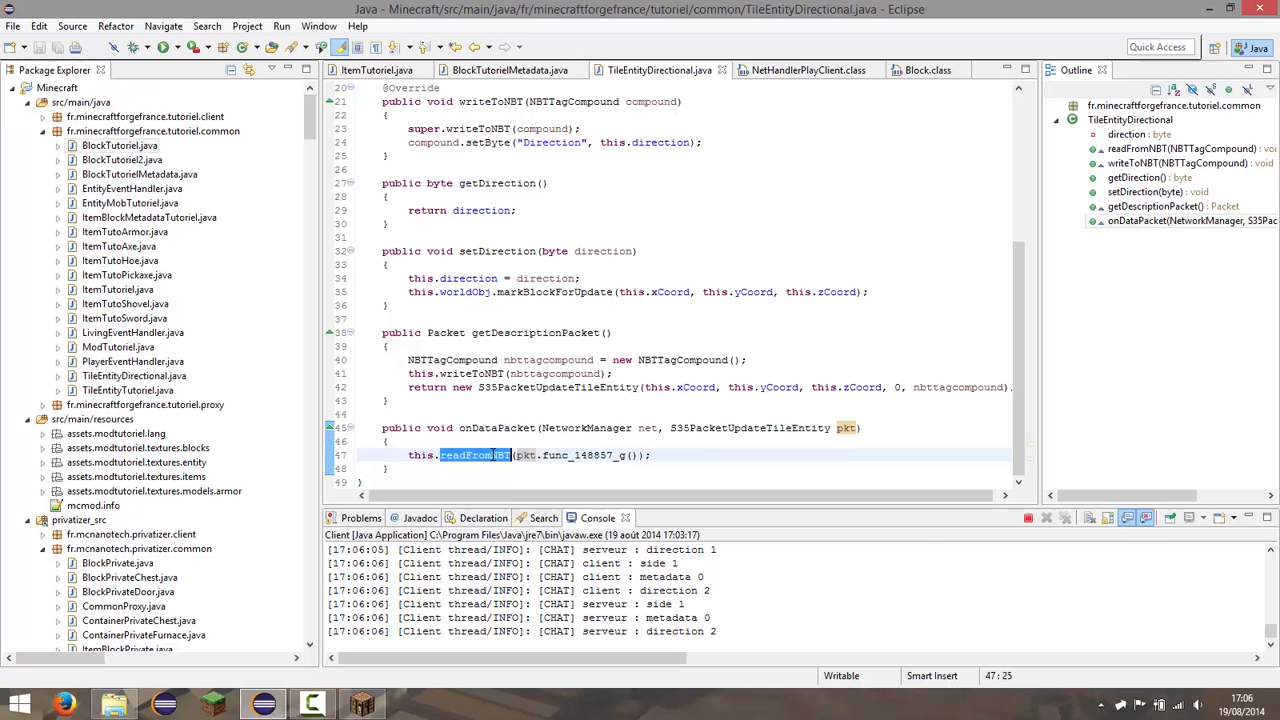 Java - Minecraft/src/main/java/fr/minecraftforgefrance/tutoriel/common/TileEntityDirectional.java - Eclipse
File Edit Source Refactor Navigate Search Project Run Window Help
Quick Access
Java
Package Explorer
Minecraft
src/main/java
fr.minecraftforgefrance.tutoriel.client
fr.minecraftforgefrance.tutoriel.common
BlockTutoriel.java
BlockTutoriel2.java
BlockTutorielMetadata.java
EntityEventHandler.java
EntityMobTutoriel.java
ItemBlockMetadataTutoriel.java
ItemTutoArmor.java
ItemTutoAxe.java
ItemTutoHoe.java
ItemTutoPickaxe.java
ItemTutoriel.java
ItemTutoShovel.java
ItemTutoSword.java
LivingEventHandler.java
ModTutoriel.java
PlayerEventHandler.java
TileEntityDirectional.java
TileEntityTutoriel.java
fr.minecraftforgefrance.tutoriel.proxy
src/main/resources
assets.modtutoriel.lang
assets.modtutoriel.textures.blocks
assets.modtutoriel.textures.entity
assets.modtutoriel.textures.items
assets.modtutoriel.textures.models.armor
mcmod.info
privatizer_src
fr.mcnanotech.privatizer.client
fr.mcnanotech.privatizer.common
BlockPrivate.java
BlockPrivateChest.java
BlockPrivateDoor.java
CommonProxy.java
ContainerPrivateChest.java
ContainerPrivateFurnace.java
ItemBlockPrivate.java
ItemTutoriel.java
BlockTutorielMetadata.java
TileEntityDirectional.java
NetHandlerPlayClient.class
Block.class
20 @Override
21 public void writeToNBT(NBTTagCompound compound)
22 {
23 super.writeToNBT(compound);
24 compound.setByte("Direction", this.direction);
25 }
26
27 public byte getDirection()
28 {
29 return direction;
30 }
31
32 public void setDirection(byte direction)
33 {
34 this.direction = direction;
35 this.worldObj.markBlockForUpdate(this.xCoord, this.yCoord, this.zCoord);
36 }
37
38 public Packet getDescriptionPacket()
39 {
40 NBTTagCompound nbttagcompound = new NBTTagCompound();
41 this.writeToNBT(nbttagcompound);
42 return new S35PacketUpdateTileEntity(this.xCoord, this.yCoord, this.zCoord, 0, nbttagcompound)
43 }
44
45 public void onDataPacket(NetworkManager net, S35PacketUpdateTileEntity pkt)
46 {
47 this.readFromNBT(pkt.func_148857_g());
48 }
49 }
Outline
fr.minecraftforgefrance.tutoriel.common
TileEntityDirectional
direction : byte
readFromNBT(NBTTagCompound) : voi
writeToNBT(NBTTagCompound) : void
getDirection() : byte
setDirection(byte) : void
getDescriptionPacket() : Packet
onDataPacket(NetworkManager, S35Pac
Problems Javadoc Declaration Search Console
Client [Java Application] C:\Program Files\Java\jre7\bin\javaw.exe (19 août 2014 17:03:17)
[17:06:05] [Client thread/INFO]: [CHAT] serveur : direction 1
[17:06:06] [Client thread/INFO]: [CHAT] client : side 1
[17:06:06] [Client thread/INFO]: [CHAT] client : metadata 0
[17:06:06] [Client thread/INFO]: [CHAT] client : direction 2
[17:06:06] [Client thread/INFO]: [CHAT] serveur : side 1
[17:06:06] [Client thread/INFO]: [CHAT] serveur : metadata 0
[17:06:06] [Client thread/INFO]: [CHAT] serveur : direction 2
Writable
Smart Insert
47 : 25
17:06
19/08/2014